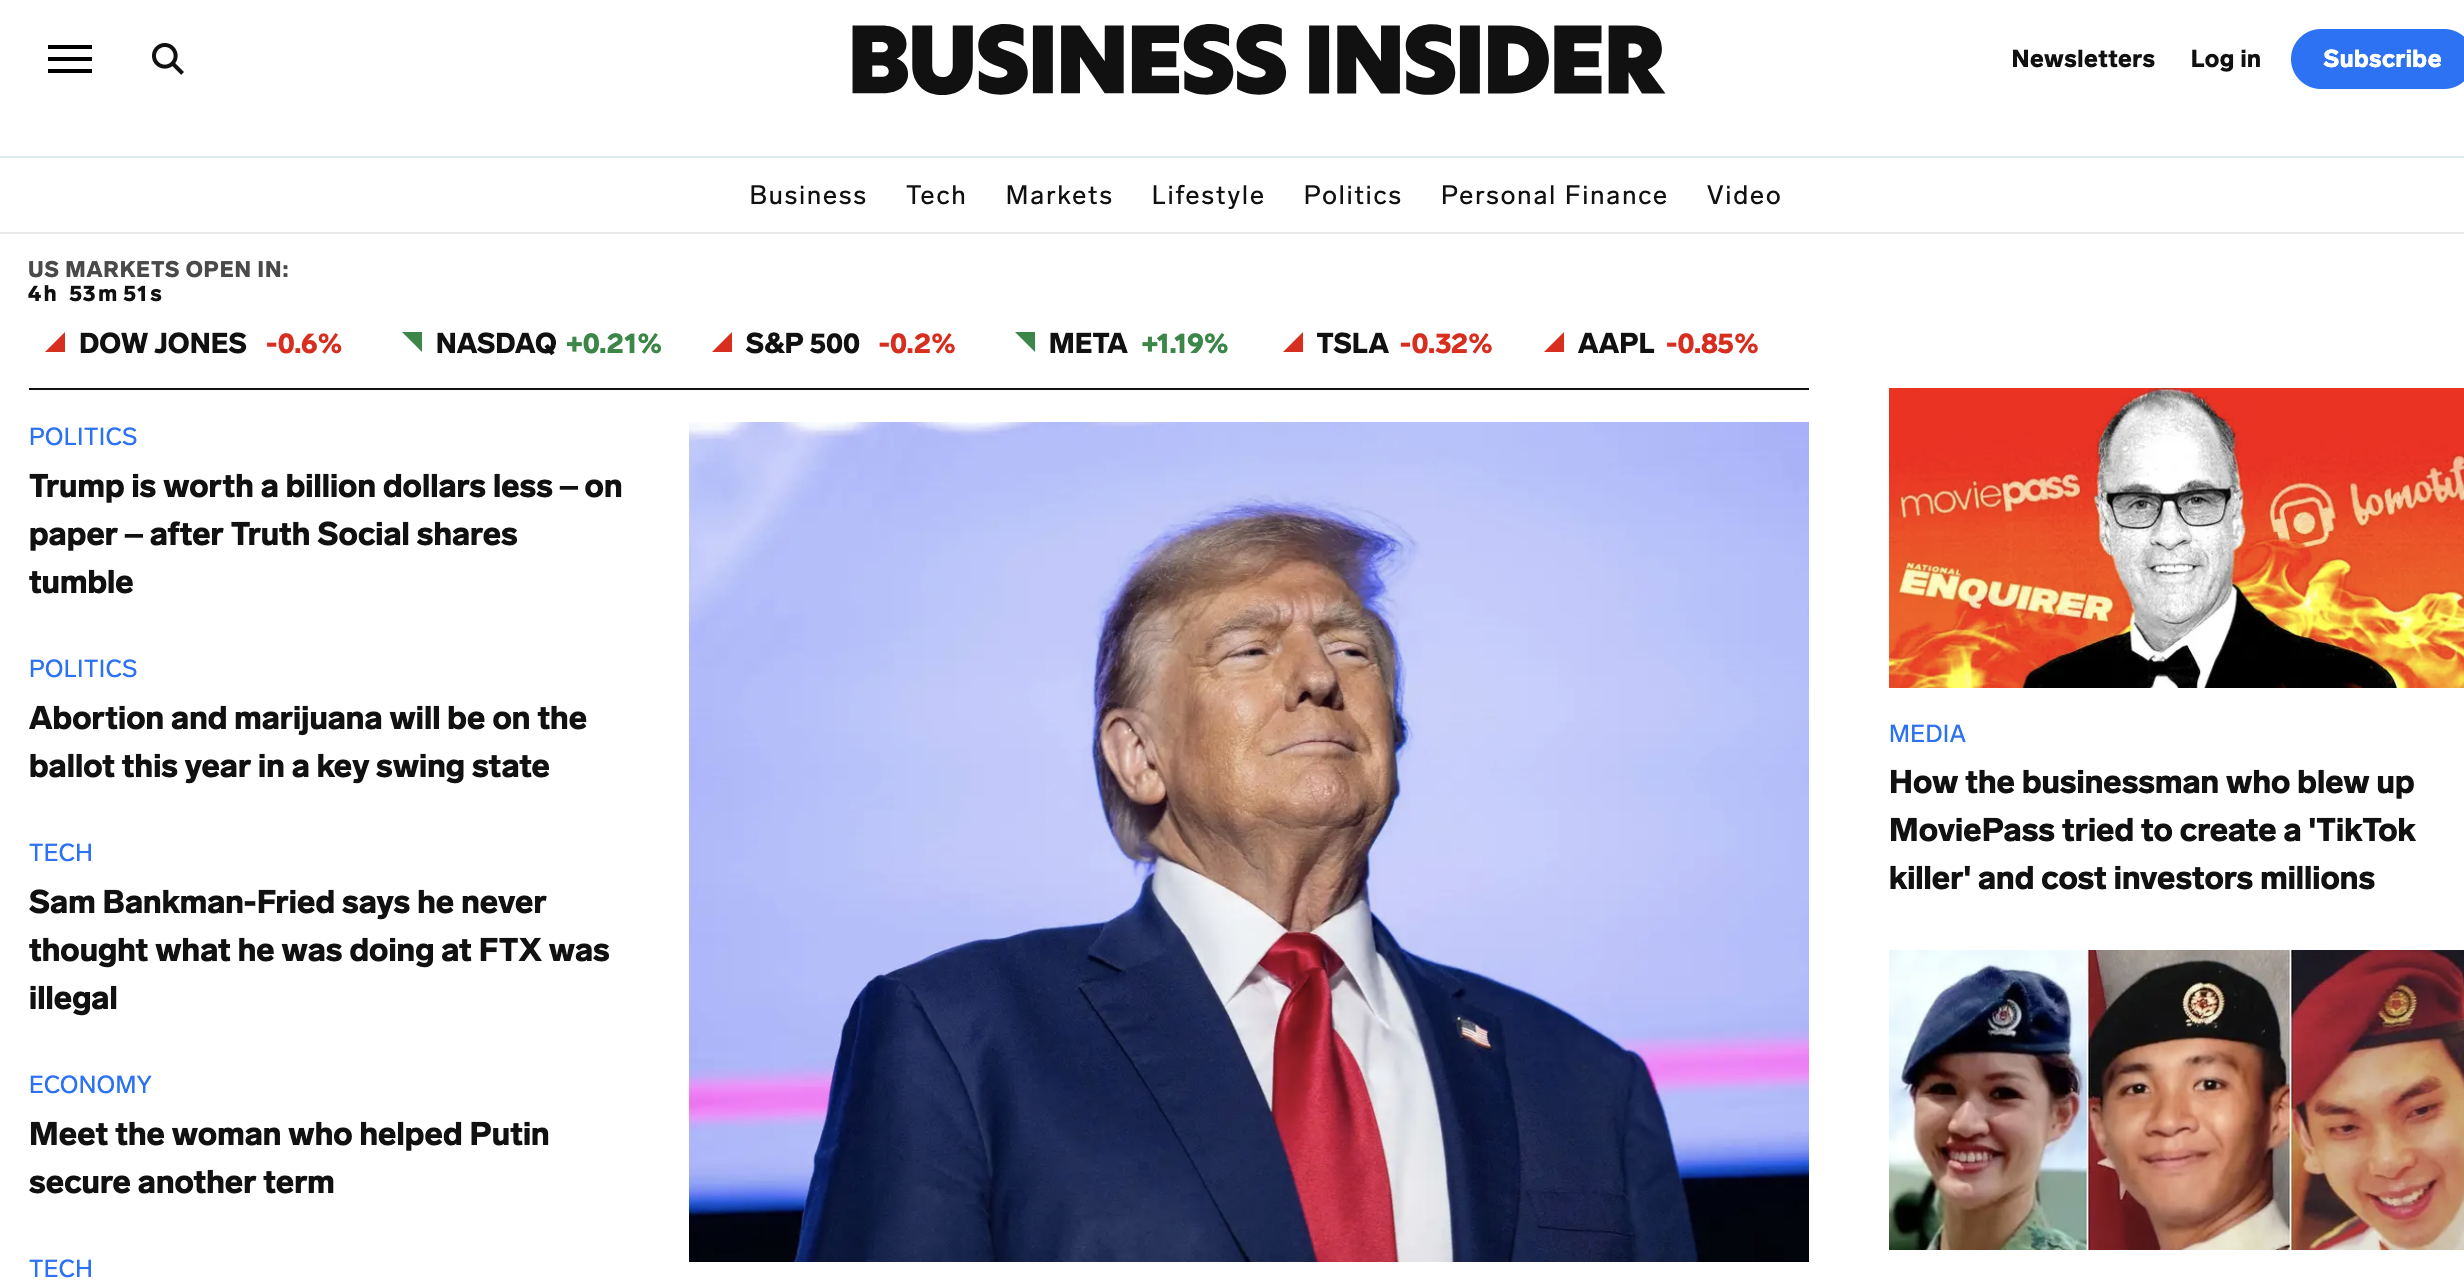 BUSINESS INSIDER
Newsletters
Log in
Subscribe
Business Tech Markets Lifestyle Politics Personal Finance Video
US MARKETS OPEN IN:
4h 53m 51s
DOW JONES -0.6% NASDAQ +0.21% S&P 500 -0.2% META +1.19% TSLA -0.32% AAPL -0.85%
POLITICS
Trump is worth a billion dollars less – on
paper – after Truth Social shares
tumble
POLITICS
Abortion and marijuana will be on the
ballot this year in a key swing state
TECH
Sam Bankman-Fried says he never
thought what he was doing at FTX was
illegal
ECONOMY
Meet the woman who helped Putin
secure another term
TECH
moviepass
lomotif
NATIONAL
ENQUIRER
MEDIA
How the businessman who blew up
MoviePass tried to create a 'TikTok
killer' and cost investors millions